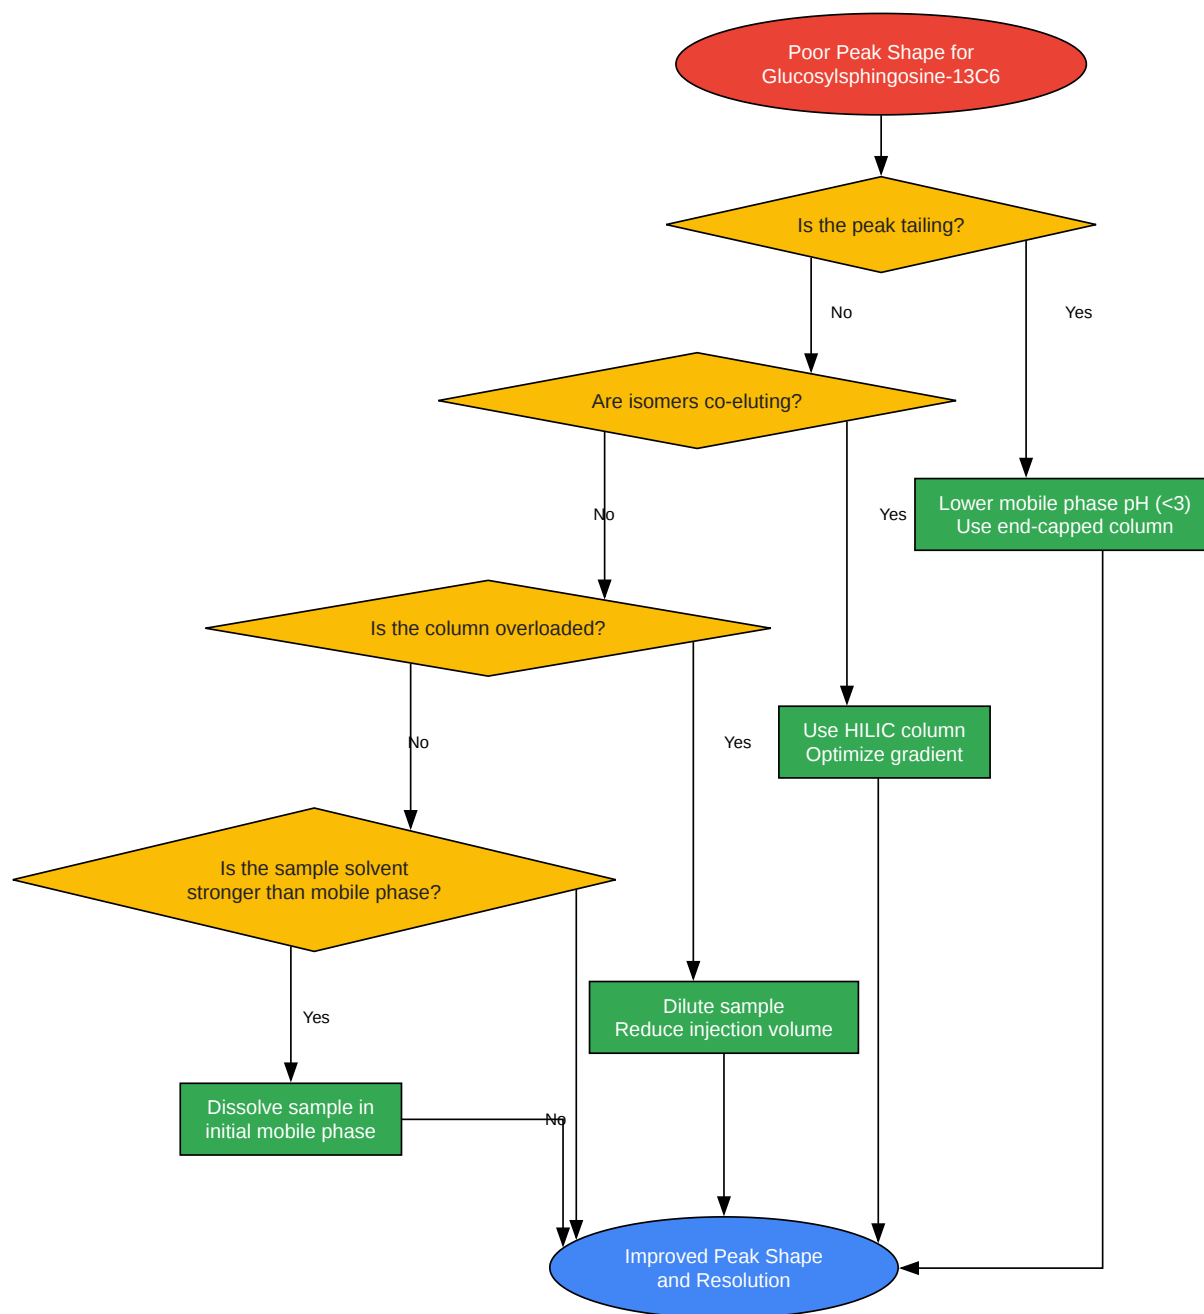 Poor Peak Shape for
Glucosylsphingosine-13C6
Is the peak tailing?
No
Yes
Are isomers co-eluting?
Lower mobile phase pH (<3)
Use end-capped column
No
Yes
Is the column overloaded?
Use HILIC column
Optimize gradient
No
Yes
Is the sample solvent
stronger than mobile phase?
Dilute sample
Reduce injection volume
Yes
Dissolve sample in
initial mobile phase
No
Improved Peak Shape
and Resolution